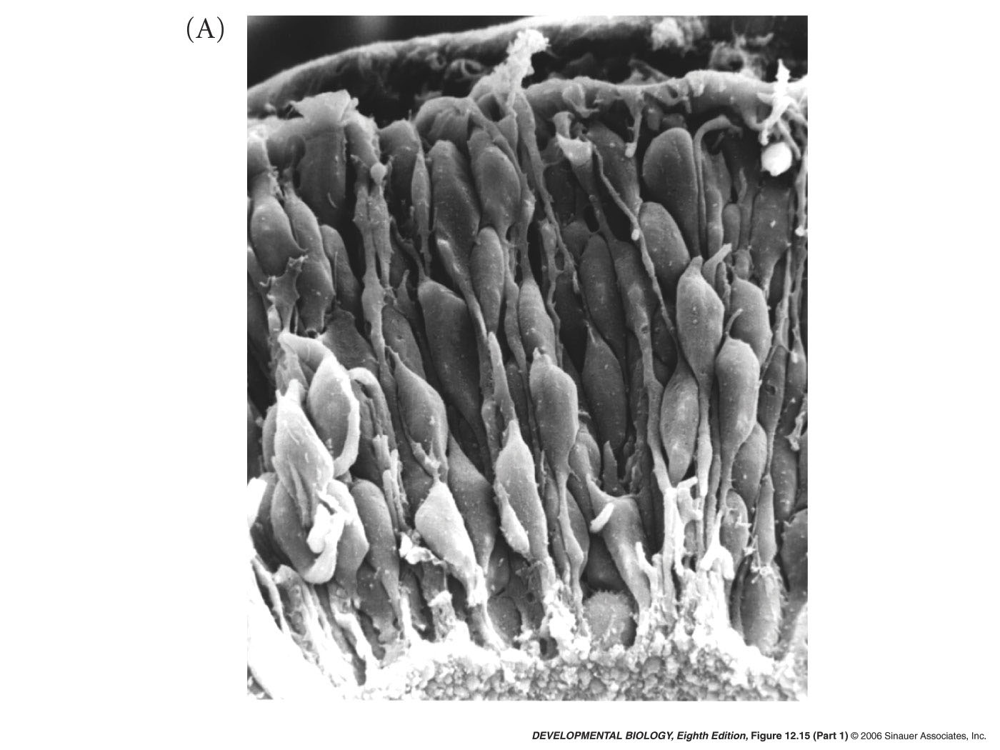 (A)
DEVELOPMENTAL BIOLOGY, Eighth Edition, Figure 12.15 (Part 1) © 2006 Sinauer Associates, Inc.